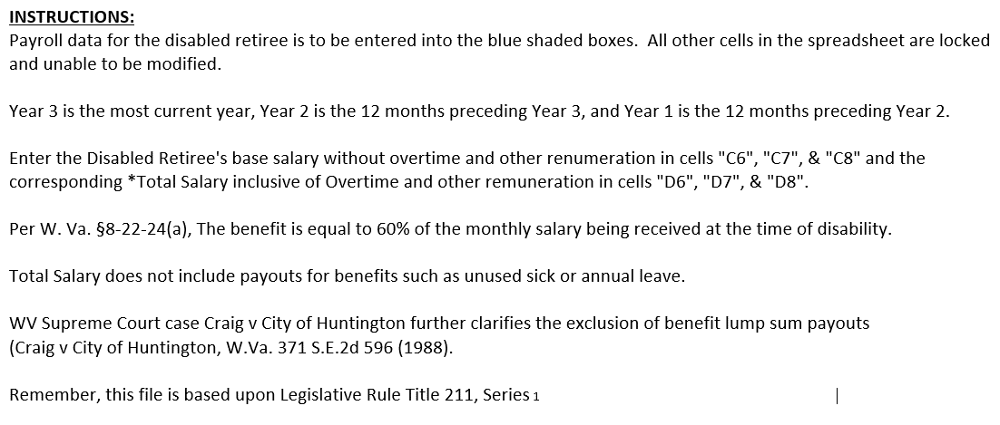 INSTRUCTIONS:
Payroll data for the disabled retiree is to be entered into the blue shaded boxes.  All other cells in the spreadsheet are locked
and unable to be modified.
Year 3 is the most current year, Year 2 is the 12 months preceding Year 3, and Year 1 is the 12 months preceding Year 2.
Enter the Disabled Retiree's base salary without overtime and other renumeration in cells "C6", "C7", & "C8" and the
corresponding *Total Salary inclusive of Overtime and other remuneration in cells "D6", "D7", & "D8".
Per W. Va. §8-22-24(a), The benefit is equal to 60% of the monthly salary being received at the time of disability.
Total Salary does not include payouts for benefits such as unused sick or annual leave.
WV Supreme Court case Craig v City of Huntington further clarifies the exclusion of benefit lump sum payouts
(Craig v City of Huntington, W.Va. 371 S.E.2d 596 (1988).
Remember, this file is based upon Legislative Rule Title 211, Series 1